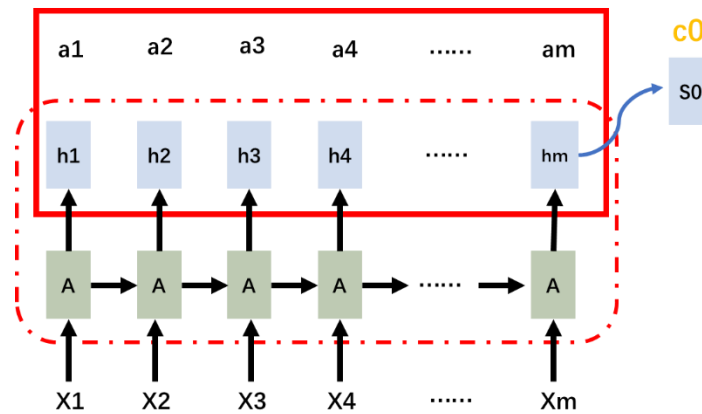 a1 a2 a3 a4 ...... am
c0
S0
h1 h2 h3 h4 ...... hm
A A A A ...... A
X1 X2 X3 X4 ...... Xm